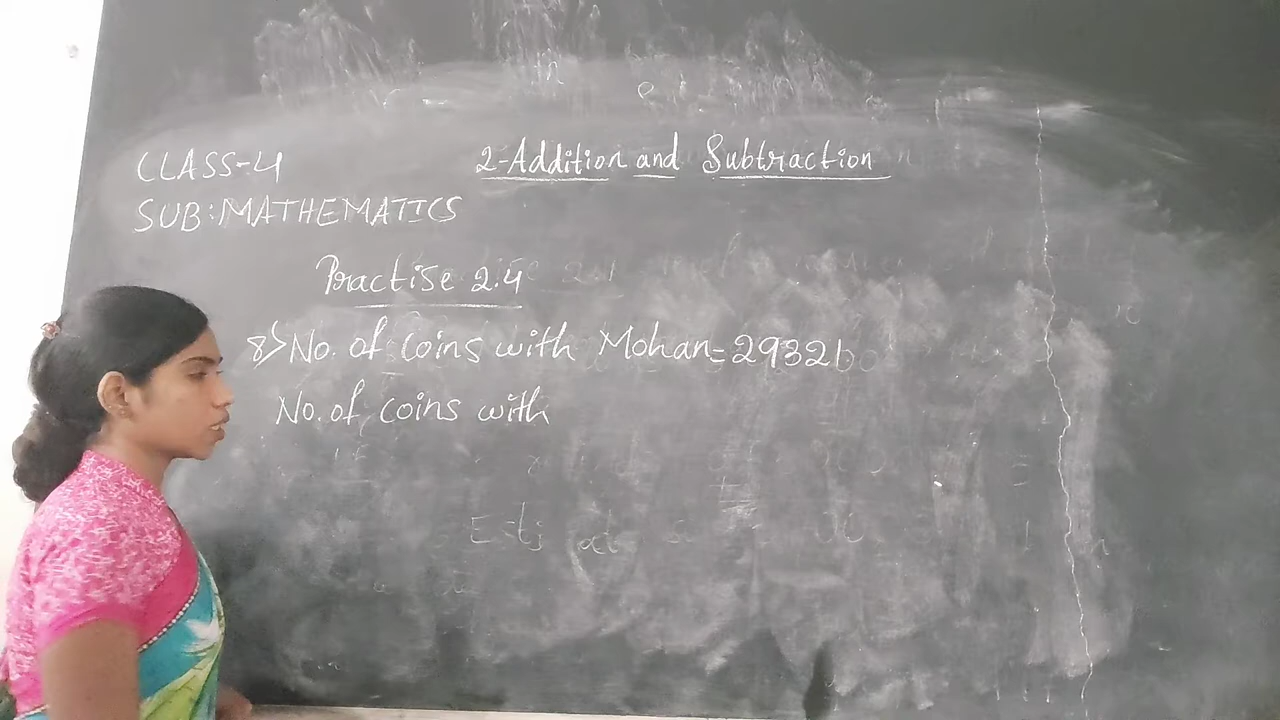 CLASS-4
2-Addition and Subtraction
SUB:MATHEMATICS
Practise 2.4
8> No. of coins with Mohan=29326
No. of coins with